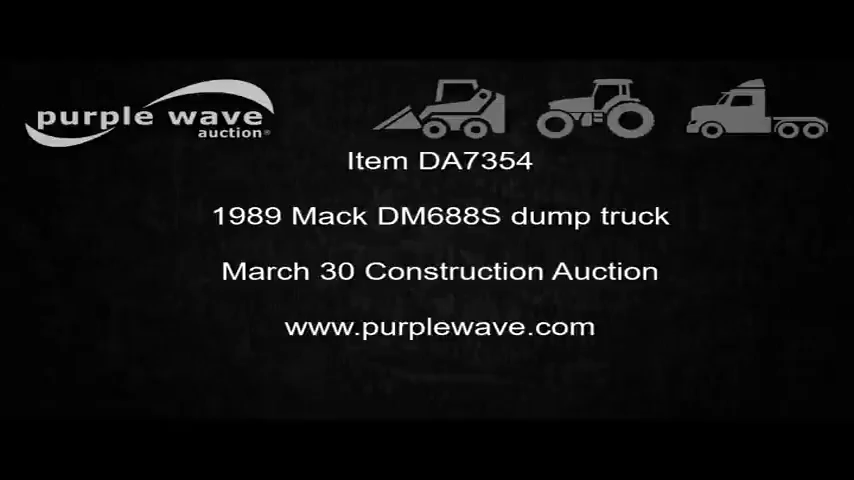 purple wave
auction®
Item DA7354
1989 Mack DM688S dump truck
March 30 Construction Auction
www.purplewave.com